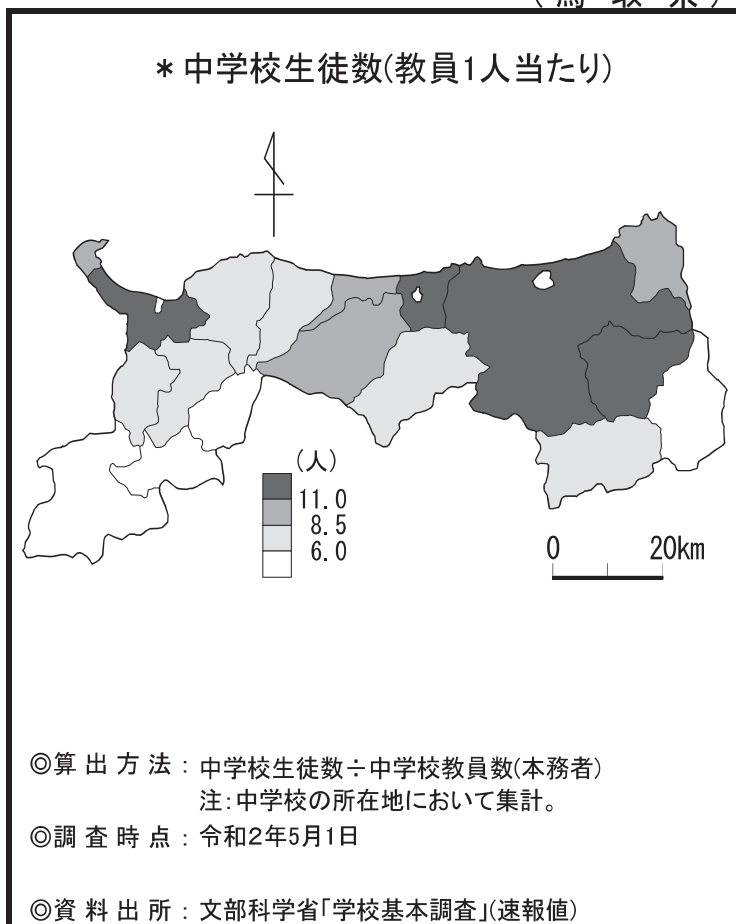 *中学校生徒数(教員1人当たり)
(人)
11.0
8.5
6.0
0 20km
◎算出方法:中学校生徒数÷中学校教員数(本務者)
注:中学校の所在地において集計。
◎調査時点:令和2年5月1日
◎資料出所:文部科学省「学校基本調査」(速報値)